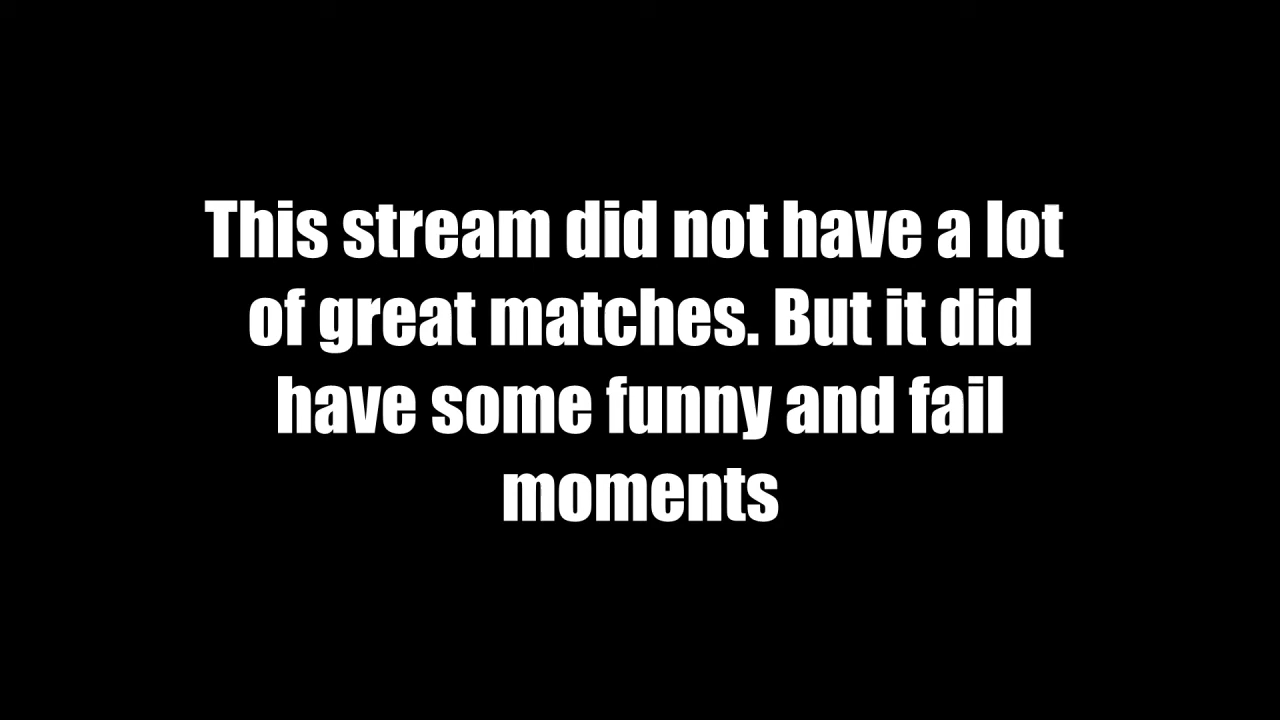 This stream did not have a lot
of great matches. But it did
have some funny and fail
moments